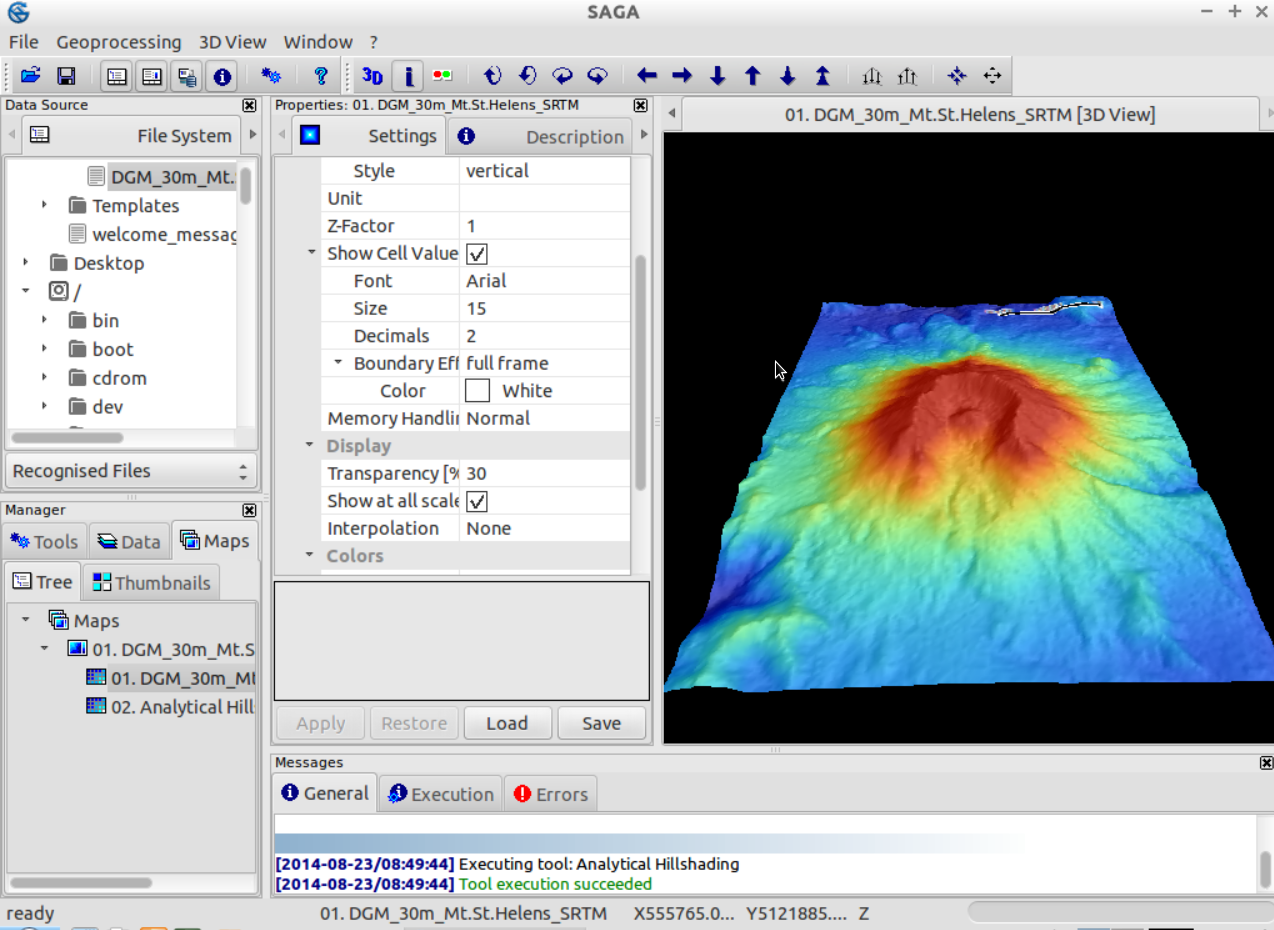 SAGA
File Geoprocessing 3D View Window ?
3D
Data Source
File System
DGM_30m_Mt.
Templates
welcome_messag
Desktop
/
bin
boot
cdrom
dev
Recognised Files
Manager
Tools Data Maps
Tree Thumbnails
Maps
01. DGM_30m_Mt.S
01. DGM_30m_Mt
02. Analytical Hill
Properties: 01. DGM_30m_Mt.St.Helens_SRTM
Settings Description
Style vertical
Unit
Z-Factor 1
Show Cell Value
Font Arial
Size 15
Decimals 2
Boundary Eff full frame
Color White
Memory Handlin Normal
Display
Transparency [% 30
Show at all scale
Interpolation None
Colors
Apply Restore Load Save
01. DGM_30m_Mt.St.Helens_SRTM [3D View]
Messages
General Execution Errors
[2014-08-23/08:49:44] Executing tool: Analytical Hillshading
[2014-08-23/08:49:44] Tool execution succeeded
ready 01. DGM_30m_Mt.St.Helens_SRTM X555765.0... Y5121885.... Z